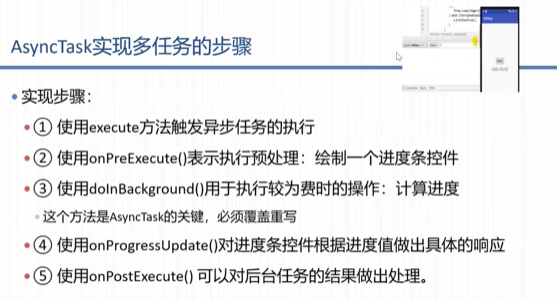 AsyncTask实现多任务的步骤
• 实现步骤：
• ① 使用execute方法触发异步任务的执行
• ② 使用onPreExecute()表示执行预处理：绘制一个进度条控件
• ③ 使用doInBackground()用于执行较为费时的操作：计算进度
• 这个方法是AsyncTask的关键，必须覆盖重写
• ④ 使用onProgressUpdate()对进度条控件根据进度值做出具体的响应
• ⑤ 使用onPostExecute() 可以对后台任务的结果做出处理。